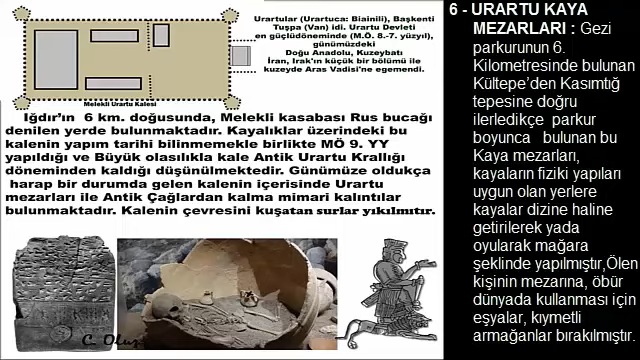 Urartular (Urartuca: Biainili), Başkenti
Tuşpa (Van) idi. Urartu Devleti
en güçlüdöneminde (M.Ö. 8.-7. yüzyıl),
günümüzdeki
Doğu Anadolu, Kuzeybatı
İran, Irak'ın küçük bir bölümü ile
kuzeyde Aras Vadisi'ne egemendi.
Melekli Urartu Kalesi
Iğdır'ın 6 km. doğusunda, Melekli kasabası Rus bucağı
denilen yerde bulunmaktadır. Kayalıklar üzerindeki bu
kalenin yapım tarihi bilinmemekle birlikte MÖ 9. YY
yapıldığı ve Büyük olasılıkla kale Antik Urartu Krallığı
döneminden kaldığı düşünülmektedir. Günümüze oldukça
harap bir durumda gelen kalenin içerisinde Urartu
mezarları ile Antik Çağlardan kalma mimari kalıntılar
bulunmaktadır. Kalenin çevresini kuşatan surlar yıkılmıtır.
6 - URARTU KAYA
MEZARLARI : Gezi
parkurunun 6.
Kilometresinde bulunan
Kültepe'den Kasımtığ
tepesine doğru
ilerledikçe parkur
boyunca bulunan bu
Kaya mezarları,
kayaların fiziki yapıları
uygun olan yerlere
kayalar dizine haline
getirilerek yada
oyularak mağara
şeklinde yapılmıştır,Ölen
kişinin mezarına, öbür
dünyada kullanması için
eşyalar, kıymetli
armağanlar bırakılmıştır.